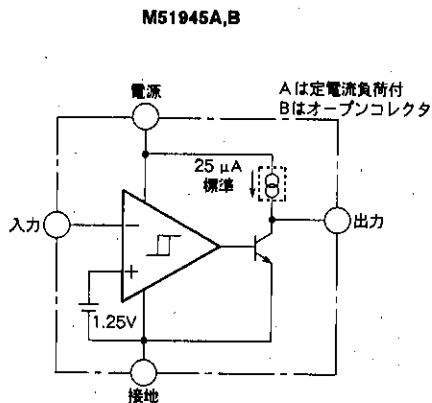 M51945A,B
電源
Aは定電流負荷付
Bはオープンコレクタ
25 μA
標準
入力
−
+
出力
1.25V
接地